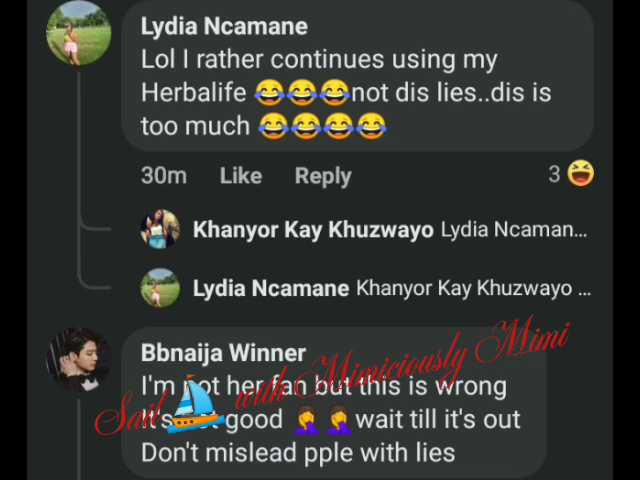 Lydia Ncamane
Lol I rather continues using my
Herbalife 😂😂😂not dis lies..dis is
too much 😂😂😂😂
30m Like Reply 3 😆
Khanyor Kay Khuzwayo Lydia Ncaman...
Lydia Ncamane Khanyor Kay Khuzwayo ...
Bbnaija Winner
I'm not her fan but this is wrong
it's not good 🤦‍♀️🤦‍♀️ wait till it's out
Don't mislead pple with lies
Sail ⛵ with Mimiciously Mimi